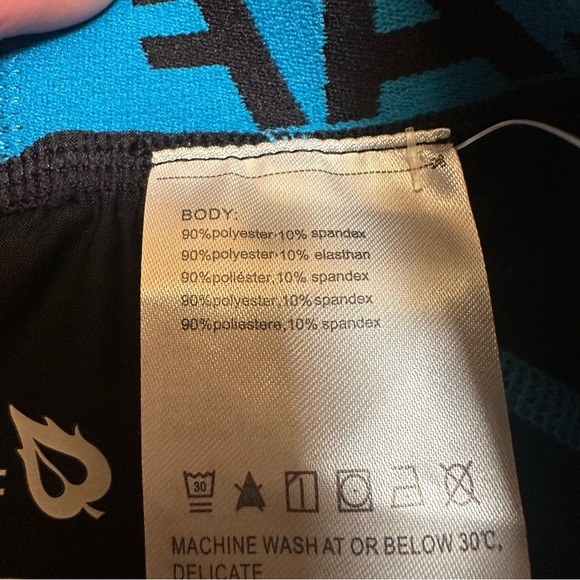 BODY:
90%polyester,10% spandex
90%polyester,10% elasthan
90%poliéster,10% spandex
90%polyester,10% spandex
90%poliestere,10% spandex
30
MACHINE WASH AT OR BELOW 30℃,
DELICATE